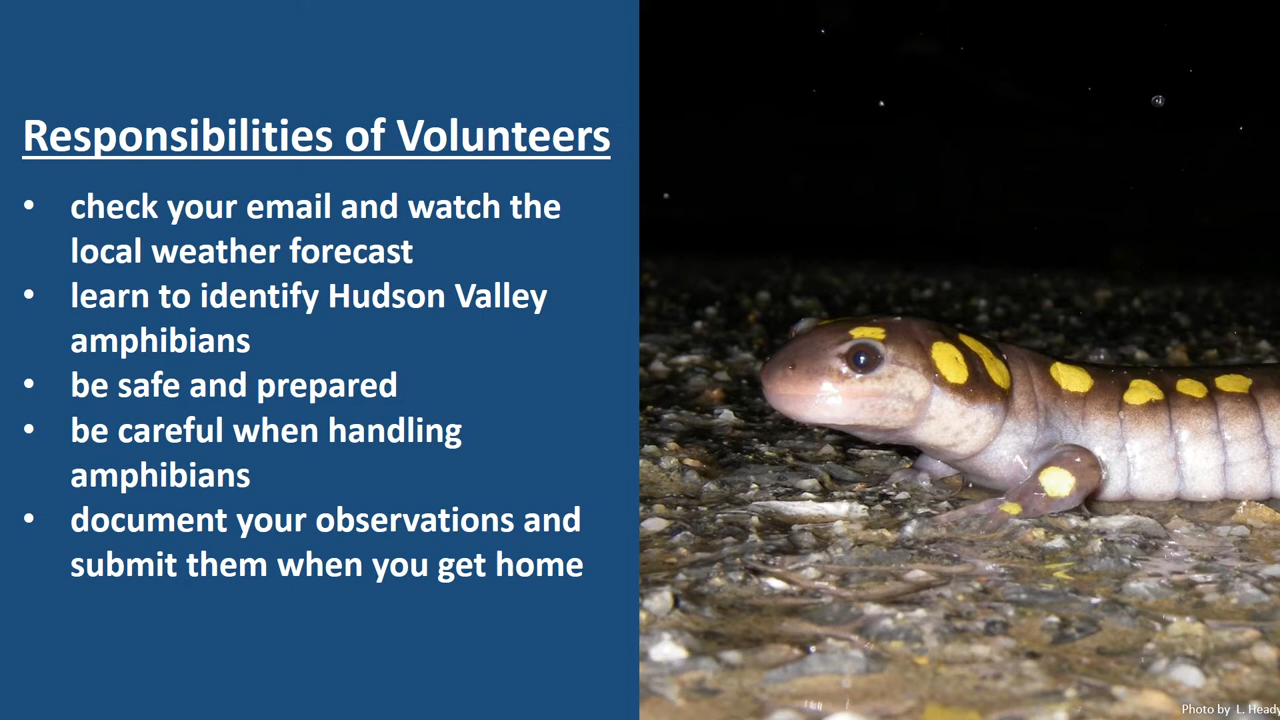 Responsibilities of Volunteers
• check your email and watch the
local weather forecast
• learn to identify Hudson Valley
amphibians
• be safe and prepared
• be careful when handling
amphibians
• document your observations and
submit them when you get home
Photo by L. Heady